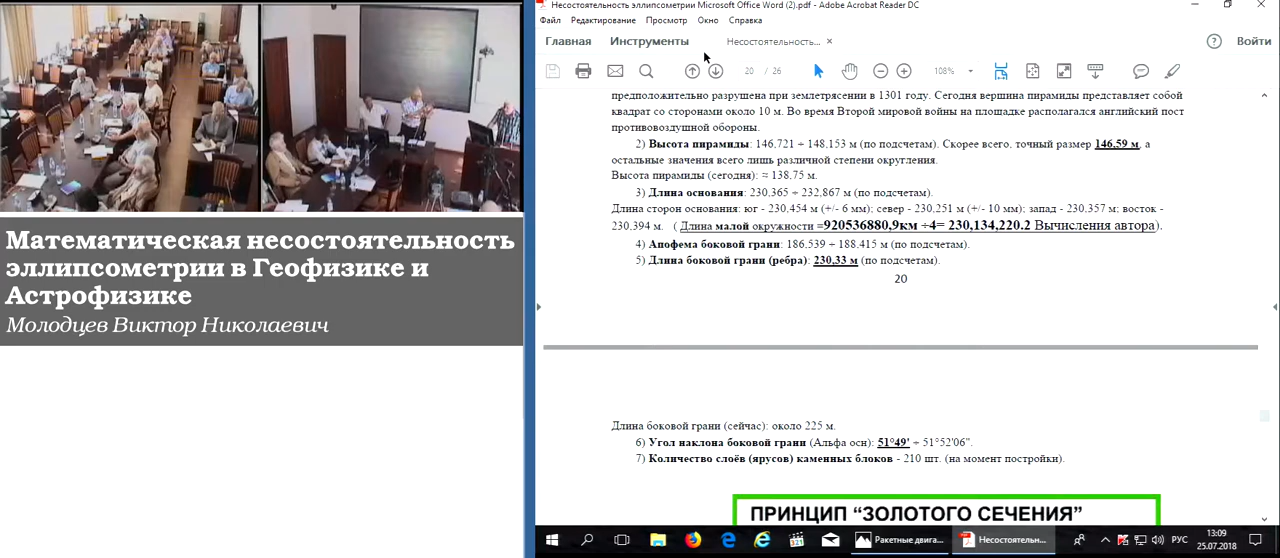 Математическая несостоятельность
эллипсометрии в Геофизике и
Астрофизике
Молодцев Виктор Николаевич
Несостоятельность эллипсометрии Microsoft Office Word (2).pdf - Adobe Acrobat Reader DC
Файл Редактирование Просмотр Окно Справка
Главная Инструменты Несостоятельность... ×
Войти
20 / 26 108%
предположительно разрушена при землетрясении в 1301 году. Сегодня вершина пирамиды представляет собой
квадрат со сторонами около 10 м. Во время Второй мировой войны на площадке располагался английский пост
противовоздушной обороны.
2) Высота пирамиды: 146.721 ÷ 148,153 м (по подсчетам). Скорее всего, точный размер 146,59 м, а
остальные значения всего лишь различной степени округления.
Высота пирамиды (сегодня): ≈ 138.75 м.
3) Длина основания: 230,365 ÷ 232,867 м (по подсчетам).
Длина сторон основания: юг - 230,454 м (+/- 6 мм); север - 230,251 м (+/- 10 мм); запад - 230,357 м; восток -
230.394 м. ( Длина малой окружности =920536880,9км ÷4= 230,134,220.2 Вычисления автора).
4) Апофема боковой грани: 186,539 ÷ 188.415 м (по подсчетам).
5) Длина боковой грани (ребра): 230,33 м (по подсчетам).
20
Длина боковой грани (сейчас): около 225 м.
6) Угол наклона боковой грани (Альфа осн): 51°49' ÷ 51°52'06".
7) Количество слоёв (ярусов) каменных блоков - 210 шт. (на момент постройки).
ПРИНЦИП “ЗОЛОТОГО СЕЧЕНИЯ”
Ракетные двига... Несостоятельн... РУС 13:09
25.07.2018